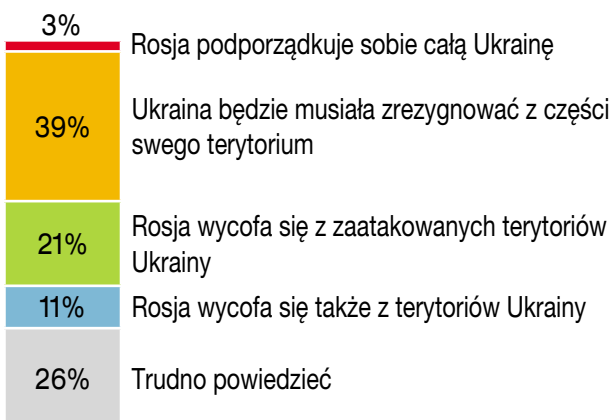 3%
Rosja podporządkuje sobie całą Ukrainę
39%
Ukraina będzie musiała zrezygnować z części
swego terytorium
21%
Rosja wycofa się z zaatakowanych terytoriów
Ukrainy
11%
Rosja wycofa się także z terytoriów Ukrainy
26%
Trudno powiedzieć